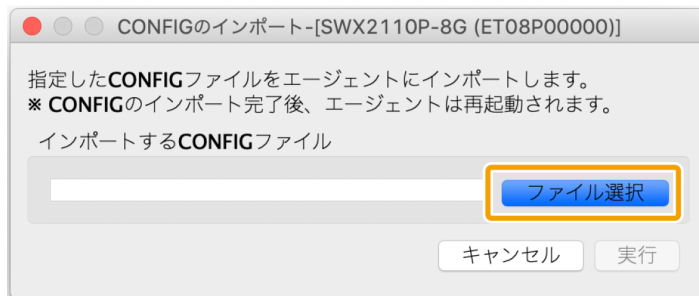 CONFIGのインポート-[SWX2110P-8G (ET08P00000)]
指定したCONFIGファイルをエージェントにインポートします。
※ CONFIGのインポート完了後、エージェントは再起動されます。
インポートするCONFIGファイル
ファイル選択
キャンセル 実行